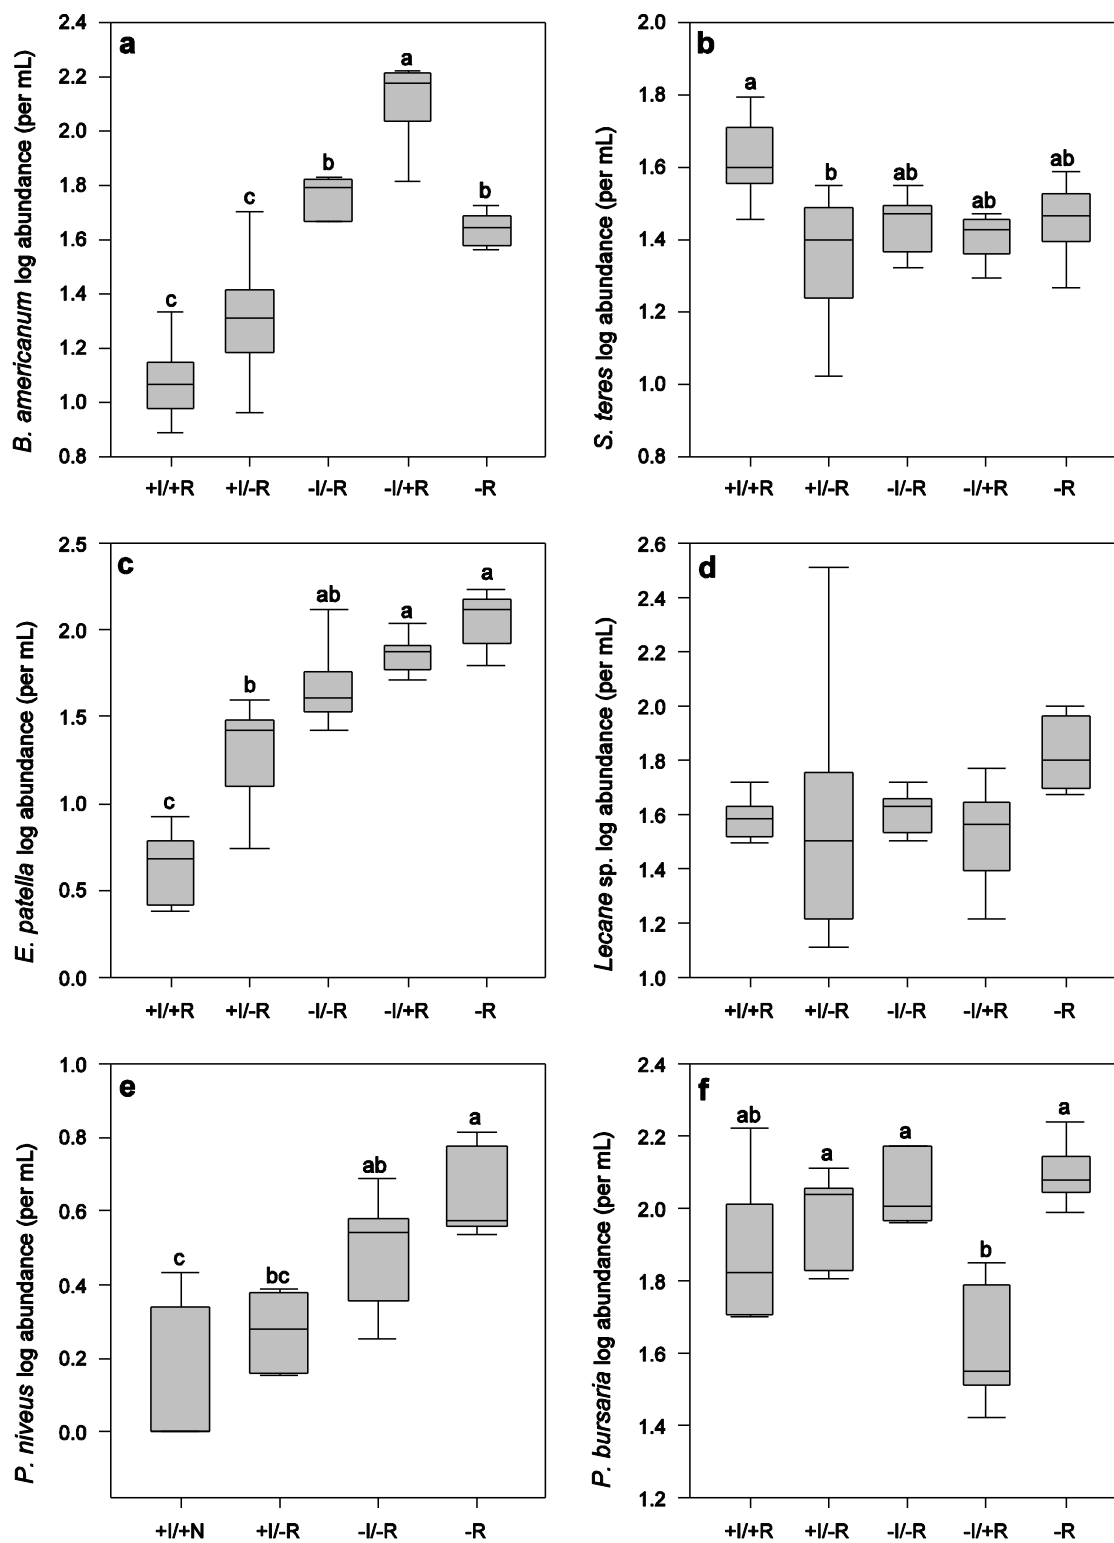 a
B. americanum log abundance (per mL)
2.4
2.2
2.0
1.8
1.6
1.4
1.2
1.0
0.8
c
c
b
a
b
+I/+R
+I/-R
-I/-R
-I/+R
-R
b
S. teres log abundance (per mL)
2.0
1.8
1.6
1.4
1.2
1.0
0.8
a
b
ab
ab
ab
+I/+R
+I/-R
-I/-R
-I/+R
-R
c
E. patella log abundance (per mL)
2.5
2.0
1.5
1.0
0.5
0.0
c
b
ab
a
a
+I/+R
+I/-R
-I/-R
-I/+R
-R
d
Lecane sp. log abundance (per mL)
2.6
2.4
2.2
2.0
1.8
1.6
1.4
1.2
1.0
+I/+R
+I/-R
-I/-R
-I/+R
-R
e
P. niveus log abundance (per mL)
1.0
0.8
0.6
0.4
0.2
0.0
c
bc
ab
a
+I/+N
+I/-R
-I/-R
-R
f
P. bursaria log abundance (per mL)
2.4
2.2
2.0
1.8
1.6
1.4
1.2
ab
a
a
b
a
+I/+R
+I/-R
-I/-R
-I/+R
-R